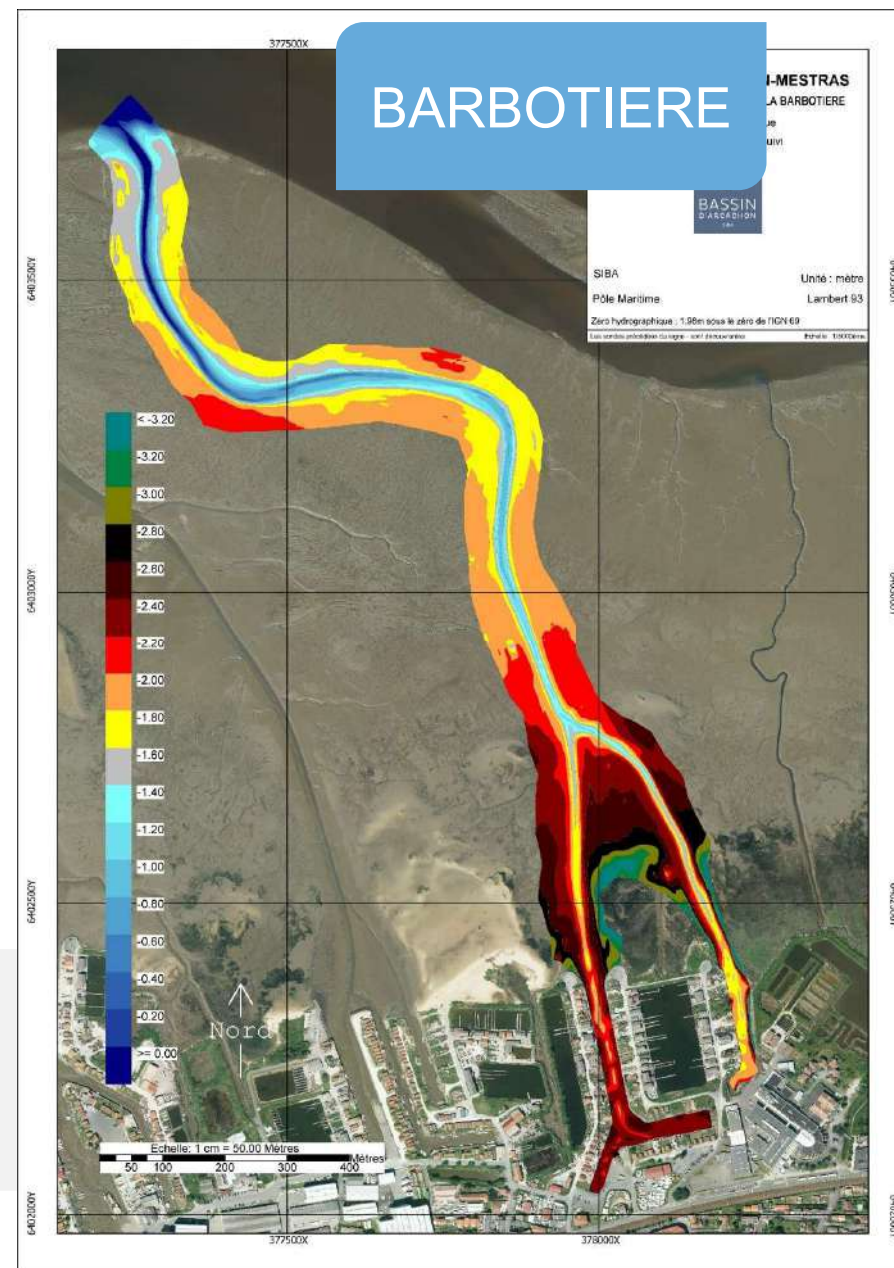 377500X
BARBOTIERE
N-MESTRAS
LA BARBOTIERE
BASSIN
D'ARCACHON
SIBA
Unité : mètre
Pôle Maritime
Lambert 93
Zéro hydrographique : 1.98m sous le zéro de l'IGN 69
6403500Y
< -3.20
-3.20
-3.00
-2.80
-2.60
-2.40
-2.20
-2.00
-1.80
-1.60
-1.40
-1.20
-1.00
-0.80
-0.60
-0.40
-0.20
>= 0.00
6403000Y
6402500Y
Nord
Echelle: 1 cm = 50.00 Mètres
50 100 200 300 400 Mètres
6402000Y
377500X
378000X